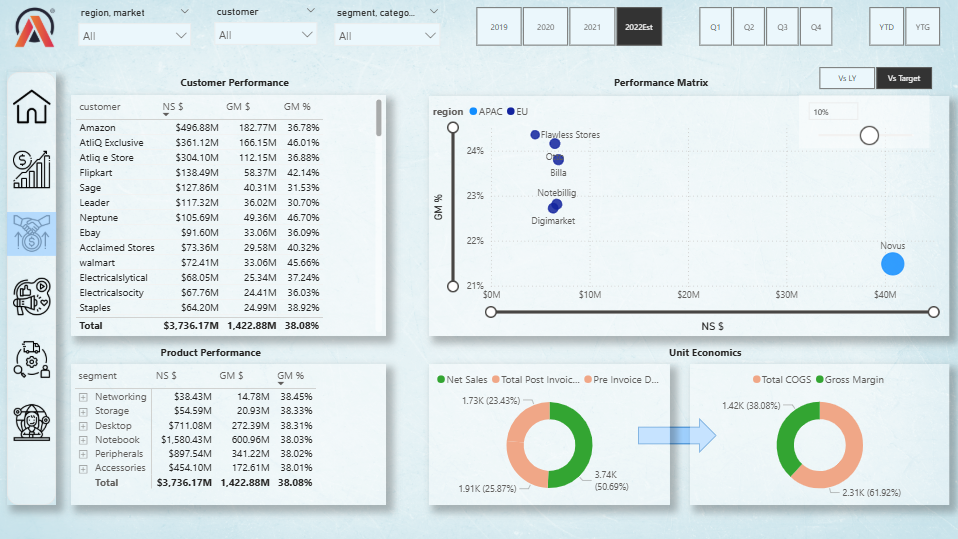 region, market
customer
segment, catego...
All
All
All
2019
2020
2021
2022Est
Q1
Q2
Q3
Q4
YTD
YTG
Vs LY
Vs Target
Customer Performance
customer NS $ GM $ GM %
Amazon $496.88M 182.77M 36.78%
AtliQ Exclusive $361.12M 166.15M 46.01%
Atliq e Store $304.10M 112.15M 36.88%
Flipkart $138.49M 58.37M 42.14%
Sage $127.86M 40.31M 31.53%
Leader $117.32M 36.02M 30.70%
Neptune $105.69M 49.36M 46.70%
Ebay $91.60M 33.06M 36.09%
Acclaimed Stores $73.36M 29.58M 40.32%
walmart $72.41M 33.06M 45.66%
Electricalslytical $68.05M 25.34M 37.24%
Electricalsocity $67.76M 24.41M 36.03%
Staples $64.20M 24.99M 38.92%
Total $3,736.17M 1,422.88M 38.08%
Performance Matrix
region APAC EU
10%
24%
23%
22%
21%
GM %
Flawless Stores
Billa
Notebillig
Digimarket
Novus
$0M $10M $20M $30M $40M
NS $
Product Performance
segment NS $ GM $ GM %
Networking $38.43M 14.78M 38.45%
Storage $54.59M 20.93M 38.33%
Desktop $711.08M 272.39M 38.31%
Notebook $1,580.43M 600.96M 38.03%
Peripherals $897.54M 341.22M 38.02%
Accessories $454.10M 172.61M 38.01%
Total $3,736.17M 1,422.88M 38.08%
Unit Economics
Net Sales Total Post Invoic... Pre Invoice D...
1.73K (23.43%)
1.91K (25.87%)
3.74K
(50.69%)
Total COGS Gross Margin
1.42K (38.08%)
2.31K (61.92%)